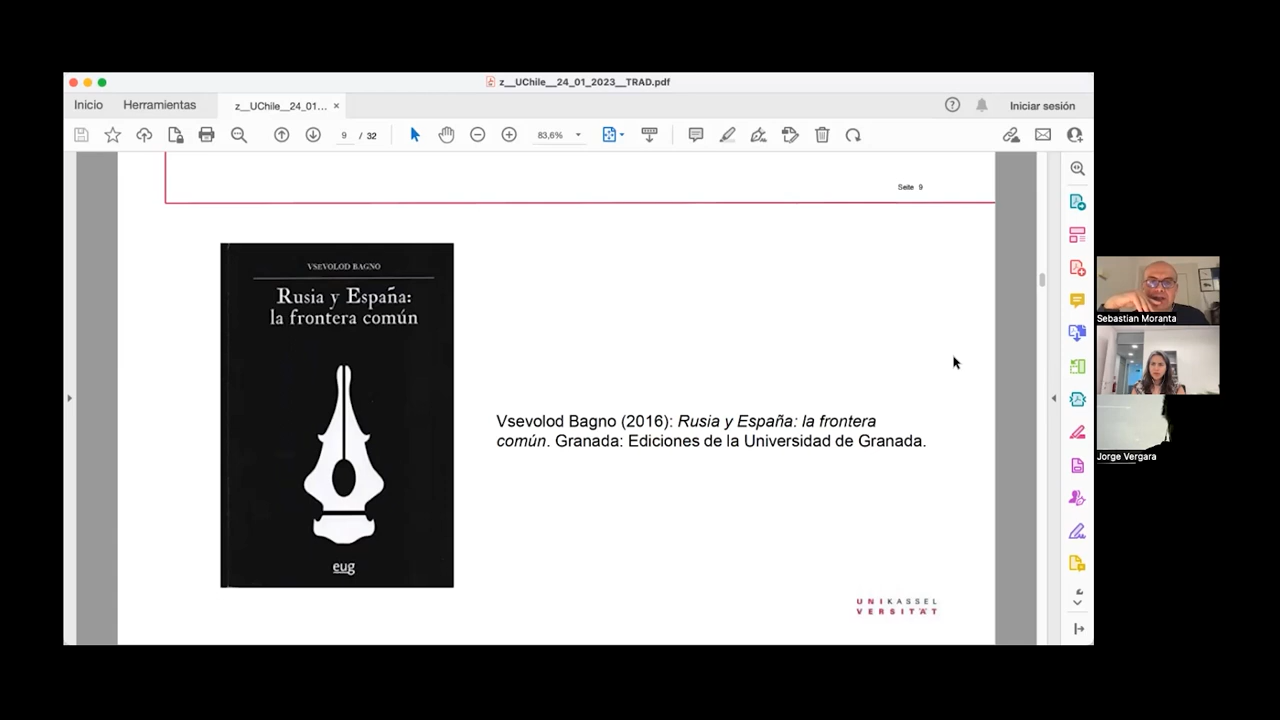 z__UChile__24_01_2023__TRAD.pdf
Inicio
Herramientas
z__UChile__24_01...
Iniciar sesión
9 / 32
83,6%
Seite 9
VSEVOLOD BAGNO
Rusia y España:
la frontera común
eug
Vsevolod Bagno (2016): Rusia y España: la frontera
común. Granada: Ediciones de la Universidad de Granada.
UNIKASSEL
VERSITÄT
Sebastian Moranta
Jorge Vergara